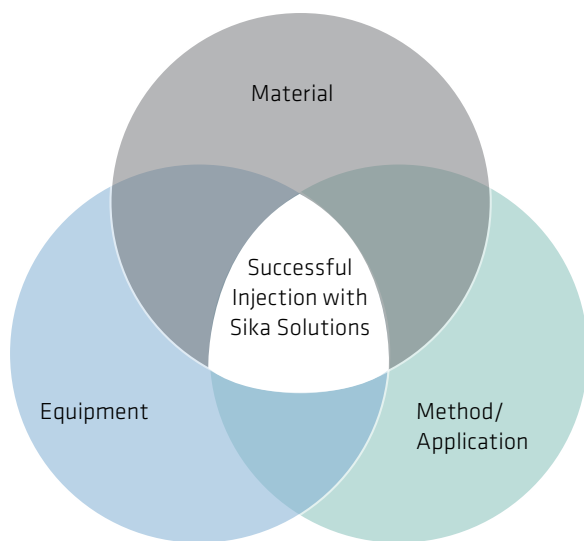 Material
Successful
Injection with
Sika Solutions
Equipment
Method/
Application